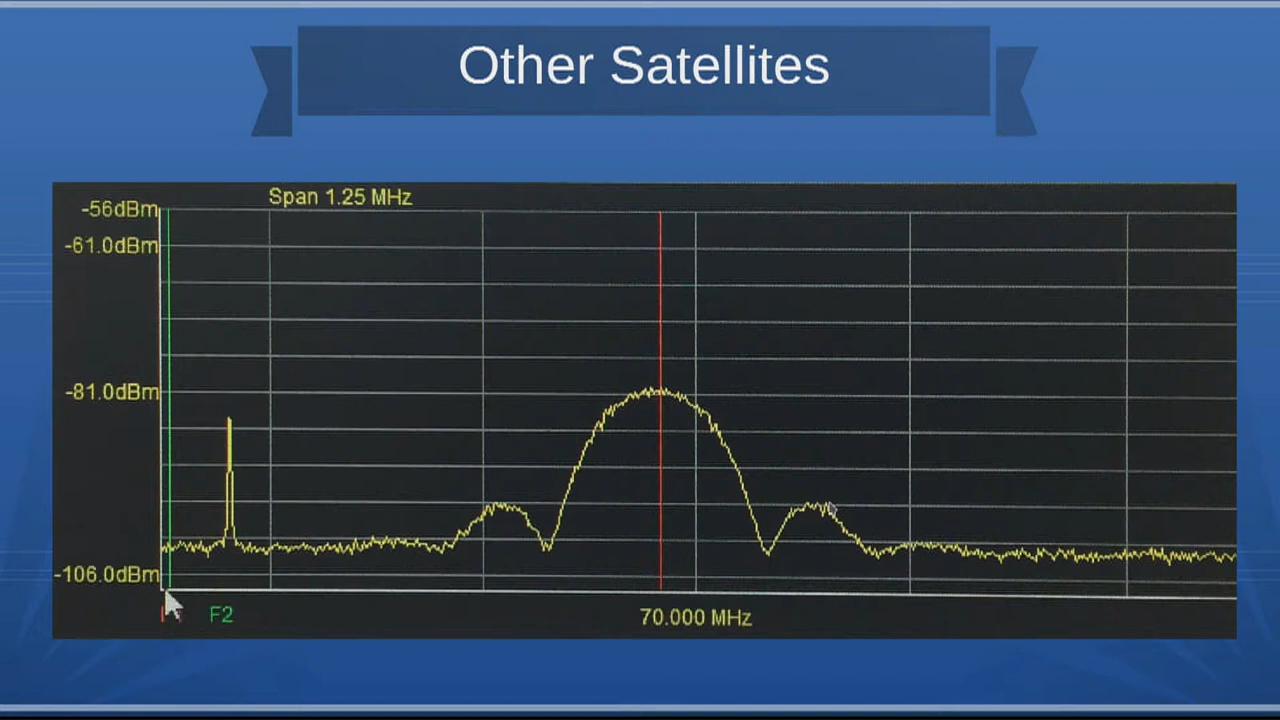 Other Satellites
Span 1.25 MHz
-56dBm
-61.0dBm
-81.0dBm
-106.0dBm
F2
70.000 MHz